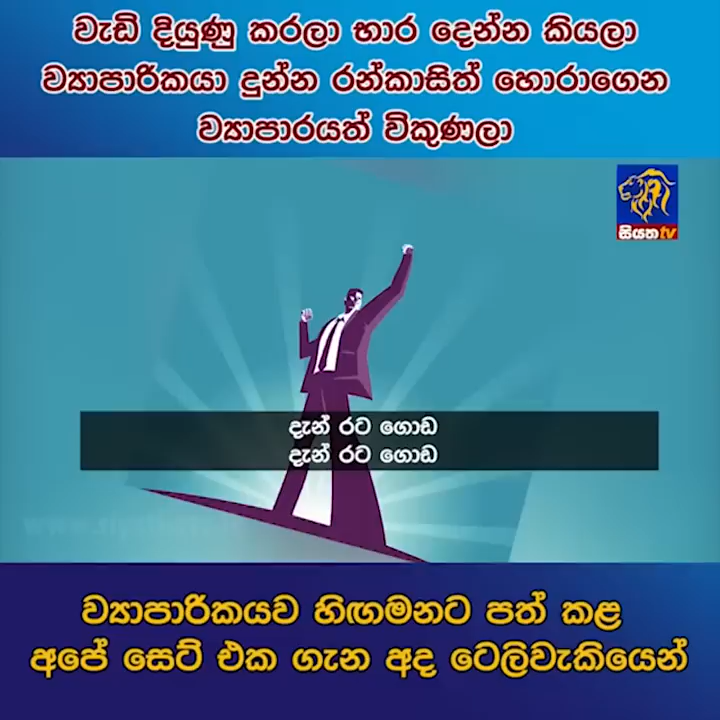 වැඩි දියුණු කරලා භාර දෙන්න කියලා
ව්‍යාපාරිකයා දුන්න රන්කාසිත් හොරාගෙන
ව්‍යාපාරයත් විකුණලා
සියත tv
දැන් රට ගොඩ
දැන් රට ගොඩ
ව්‍යාපාරිකයව හිඟමනට පත් කළ
අපේ සෙට් එක ගැන අද ටෙලිවැකියෙන්